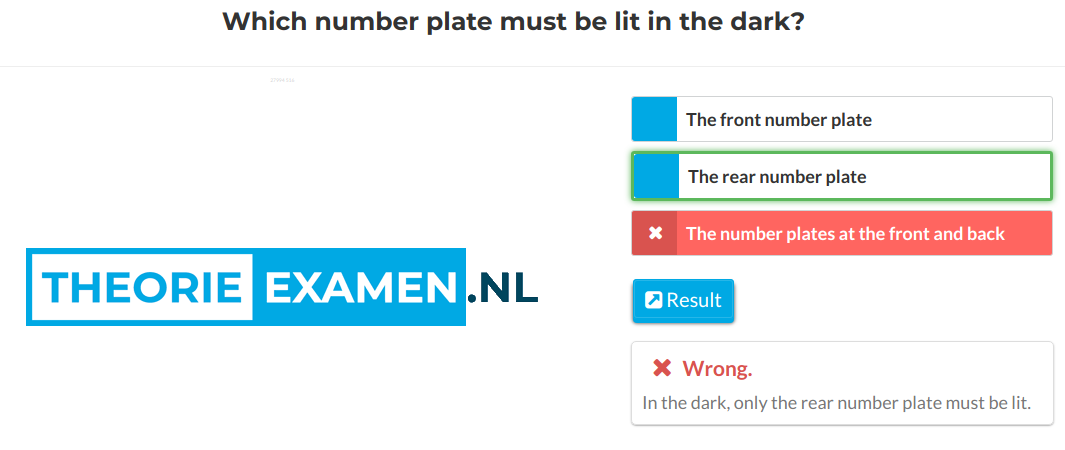 Which number plate must be lit in the dark?
The front number plate
The rear number plate
The number plates at the front and back
THEORIE EXAMEN.NL
Result
Wrong.
In the dark, only the rear number plate must be lit.